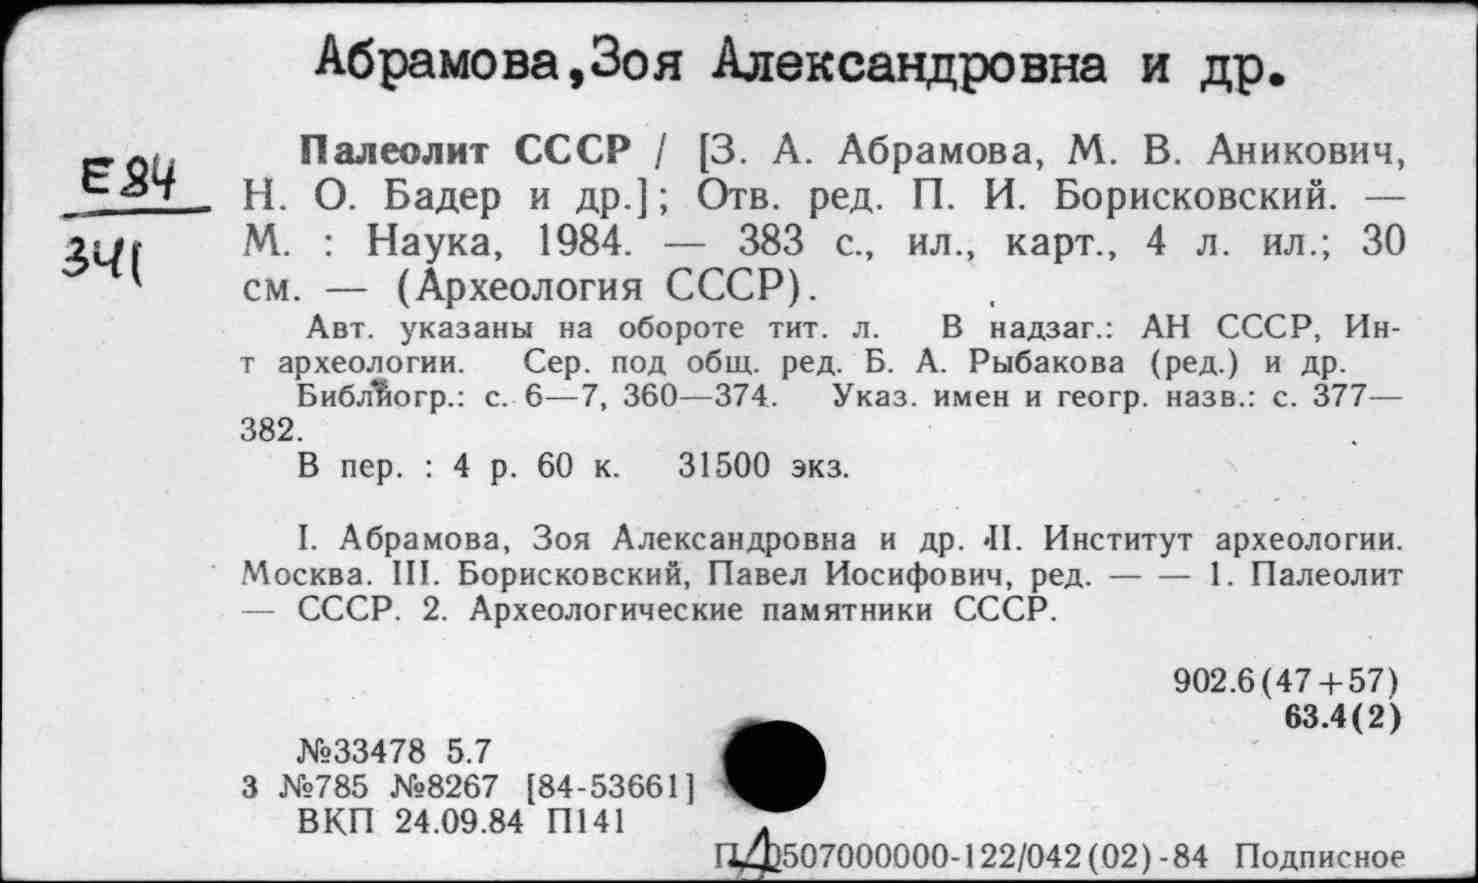 Абрамова,Зоя Александровна и др.
Е84
341
Палеолит СССР / [З. А. Абрамова, М. В. Аникович,
Н. О. Бадер и др.]; Отв. ред. П. И. Борисковский. —
М. : Наука, 1984. — 383 с., ил., карт., 4 л. ил.; 30
см. — (Археология СССР).
Авт. указаны на обороте тит. л. В надзаг.: АН СССР, Ин-
т археологии. Сер. под общ. ред. Б. А. Рыбакова (ред.) и др.
Библиогр.: с. 6—7, 360—374. Указ. имен и геогр. назв.: с. 377—
382.
В пер. : 4 р. 60 к. 31500 экз.
I. Абрамова, Зоя Александровна и др. II. Институт археологии.
Москва. III. Борисковский, Павел Иосифович, ред. — — 1. Палеолит
— СССР. 2. Археологические памятники СССР.
902.6(47+57)
63.4(2)
№33478 5.7
З №785 №8267 [84-53661]
ВКП 24.09.84 П141
507000000-122/042(02)-84 Подписное